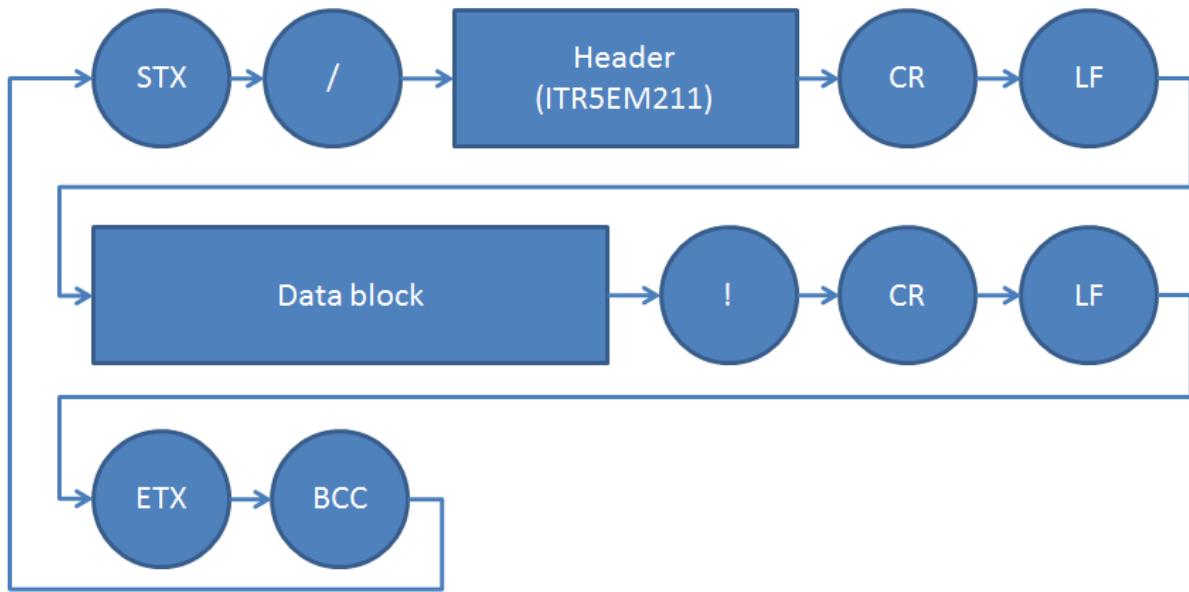 STX
/
Header
(ITR5EM211)
CR
LF
Data block
!
CR
LF
ETX
BCC